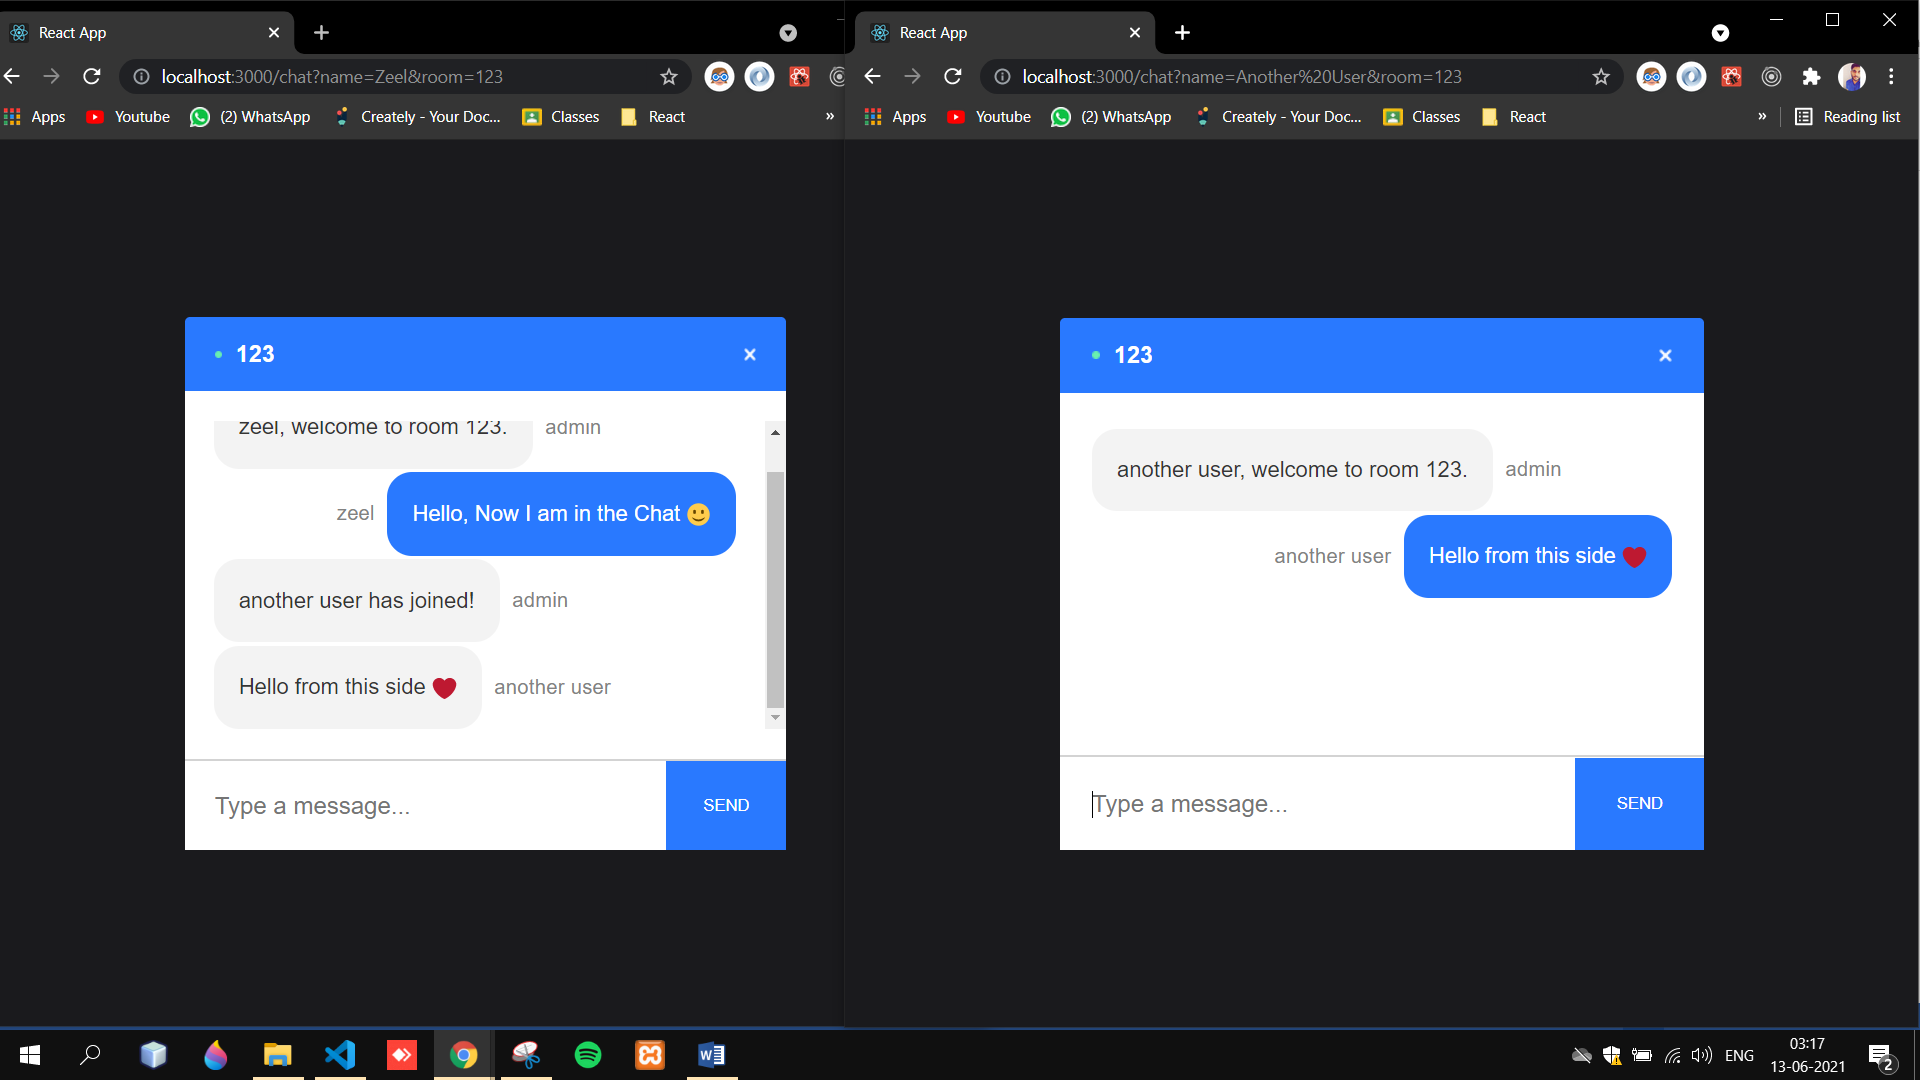 React App
localhost:3000/chat?name=Zeel&room=123
Apps Youtube (2) WhatsApp Creately - Your Doc... Classes React »
123
zeel, welcome to room 123. admin
zeel Hello, Now I am in the Chat 🙂
another user has joined! admin
Hello from this side ❤️ another user
Type a message... SEND
React App
localhost:3000/chat?name=Another%20User&room=123
Apps Youtube (2) WhatsApp Creately - Your Doc... Classes React » Reading list
123
another user, welcome to room 123. admin
another user Hello from this side ❤️
Type a message... SEND
ENG
03:17
13-06-2021
2